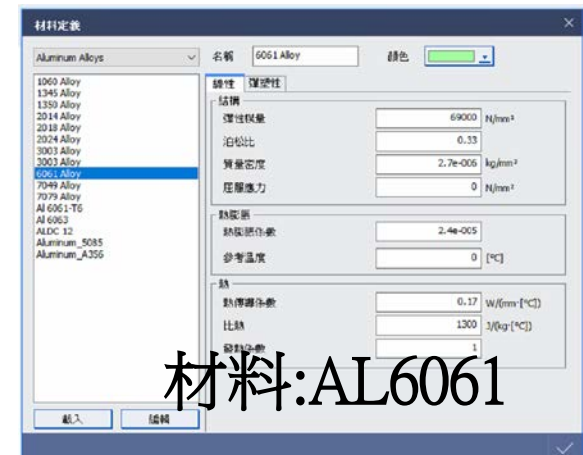 材料定義
Aluminum Alloys
名稱 6061 Alloy 顏色
1060 Alloy
1345 Alloy
1350 Alloy
2014 Alloy
2018 Alloy
2024 Alloy
3003 Alloy
3003 Alloy
6061 Alloy
7049 Alloy
7079 Alloy
Al 6061-T6
Al 6063
ALDC 12
Aluminum_5085
Aluminum_A356
線性 彈塑性
結構
彈性模量 69000 N/mm²
泊松比 0.33
質量密度 2.7e-006 kg/mm³
屈服應力 0 N/mm²
熱膨脹
熱膨脹係數 2.4e-005
參考溫度 0 [°C]
熱
熱傳導係數 0.17 W/(mm·[°C])
比熱 1300 J/(kg·[°C])
發熱係數 1
材料:AL6061
載入 編輯